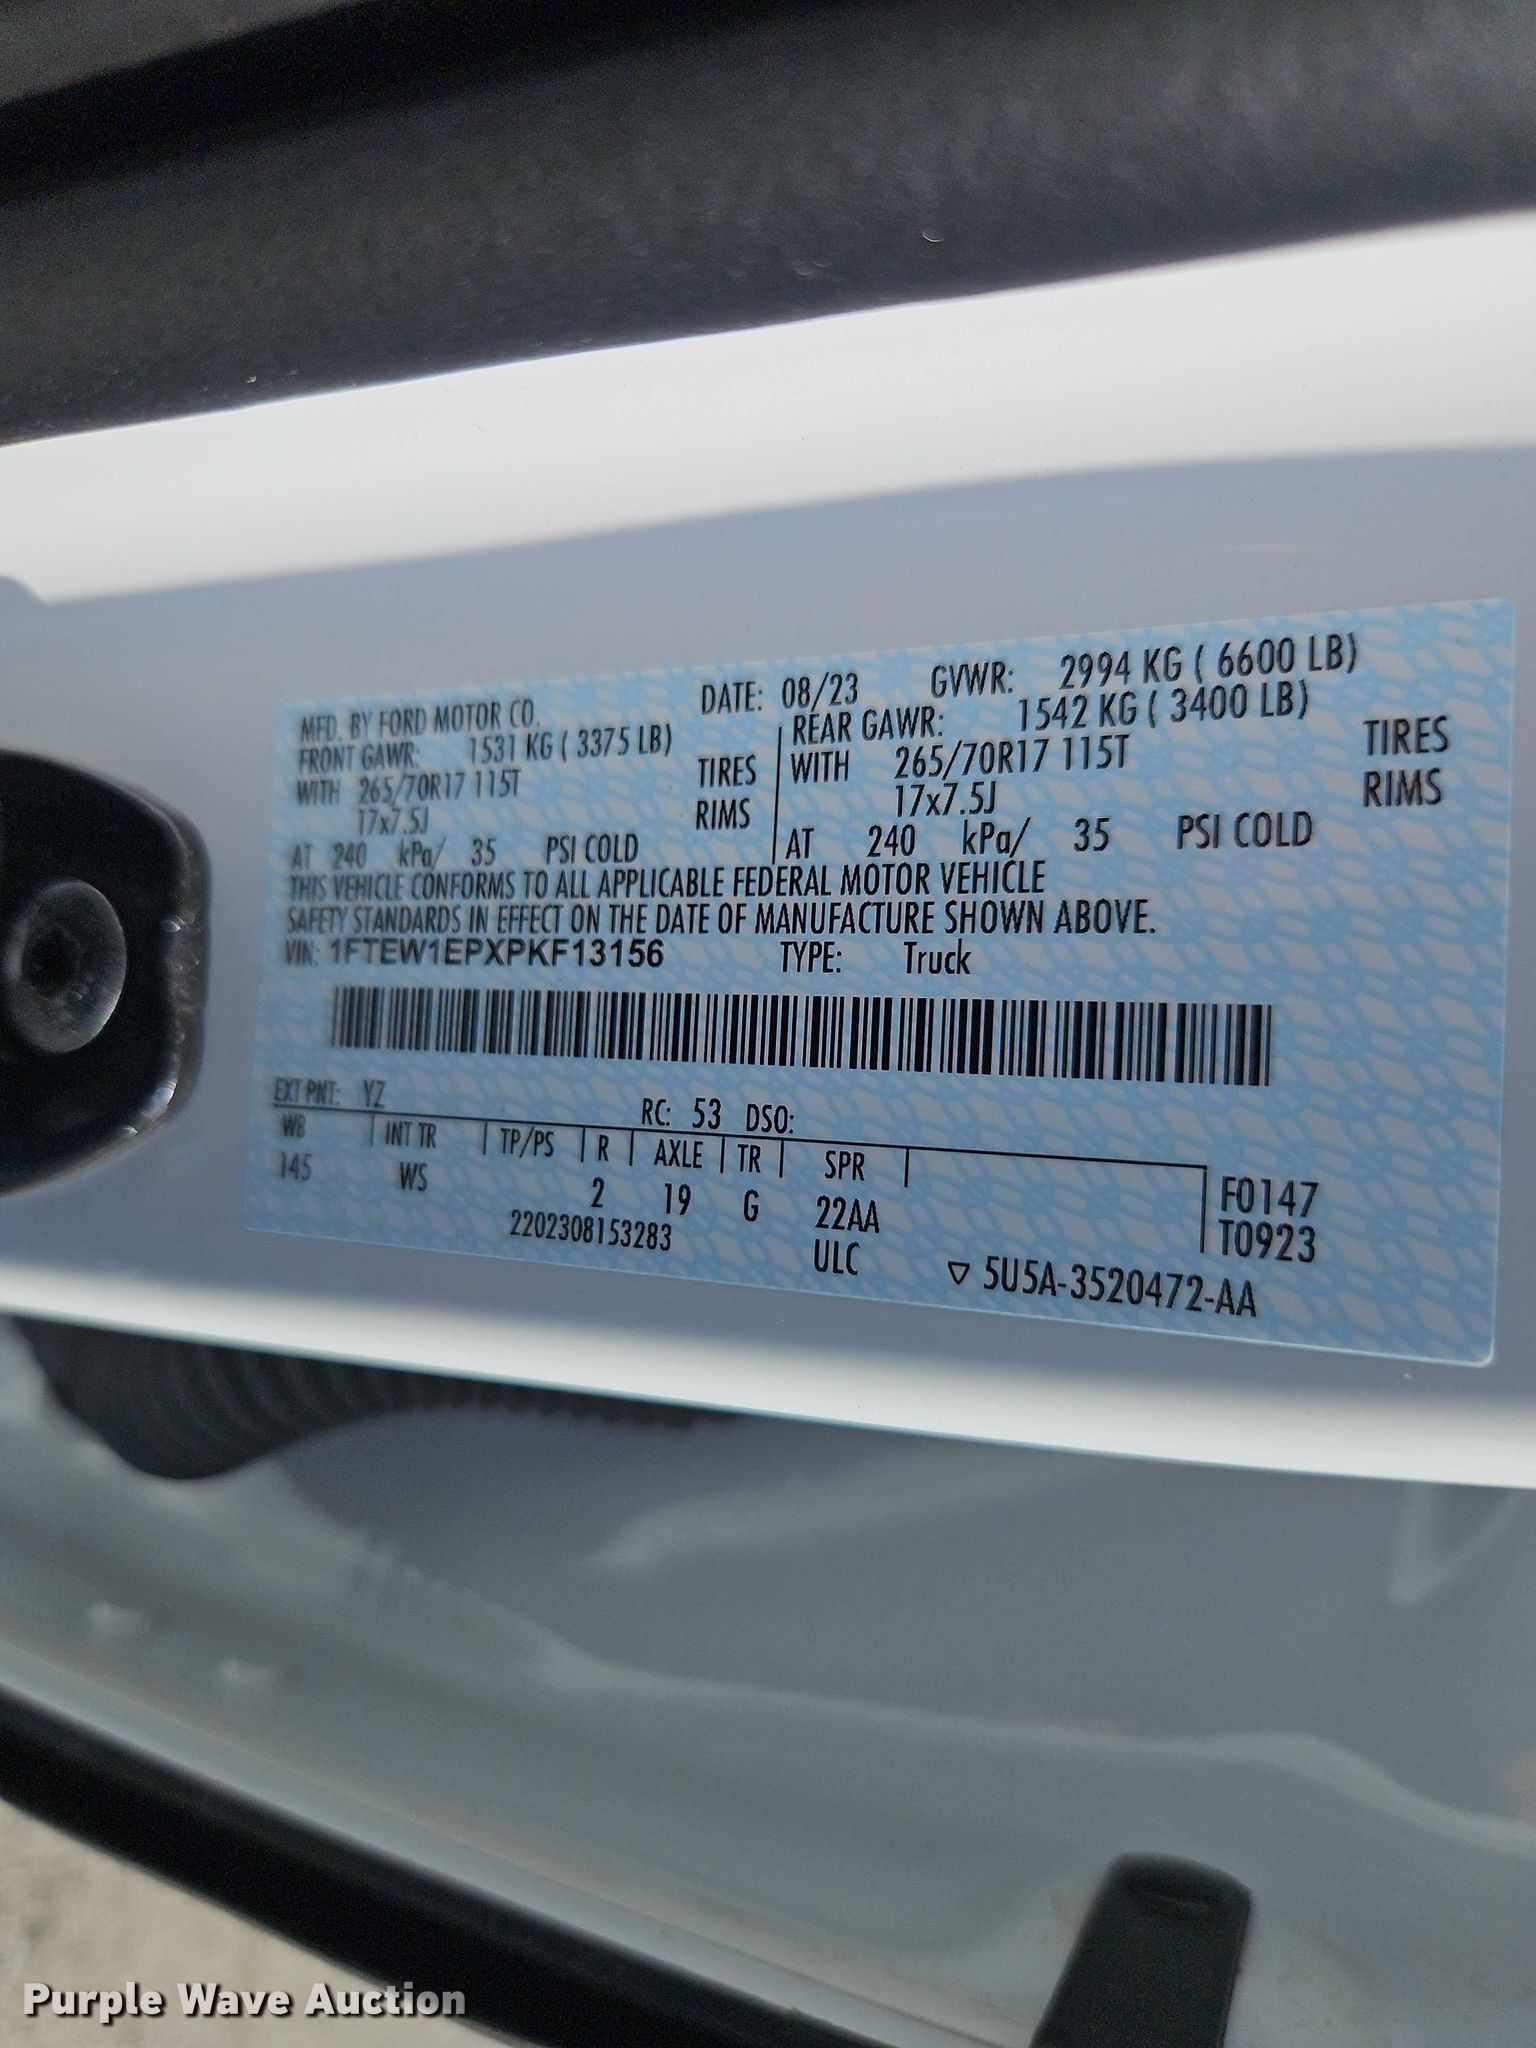 MFD. BY FORD MOTOR CO. DATE: 08/23 GVWR: 2994 KG ( 6600 LB)
FRONT GAWR: 1531 KG ( 3375 LB) REAR GAWR: 1542 KG ( 3400 LB)
WITH 265/70R17 115T TIRES WITH 265/70R17 115T TIRES
17x7.5J RIMS 17x7.5J RIMS
AT 240 kPa/ 35 PSI COLD AT 240 kPa/ 35 PSI COLD
THIS VEHICLE CONFORMS TO ALL APPLICABLE FEDERAL MOTOR VEHICLE
SAFETY STANDARDS IN EFFECT ON THE DATE OF MANUFACTURE SHOWN ABOVE.
VIN: 1FTEW1EPXPKF13156 TYPE: Truck
EXT PNT: YZ RC: 53 DSO:
WB INT TR TP/PS R AXLE TR SPR
145 WS 2 19 G 22AA F0147
2202308153283 ULC T0923
▽ 5U5A-3520472-AA
Purple Wave Auction